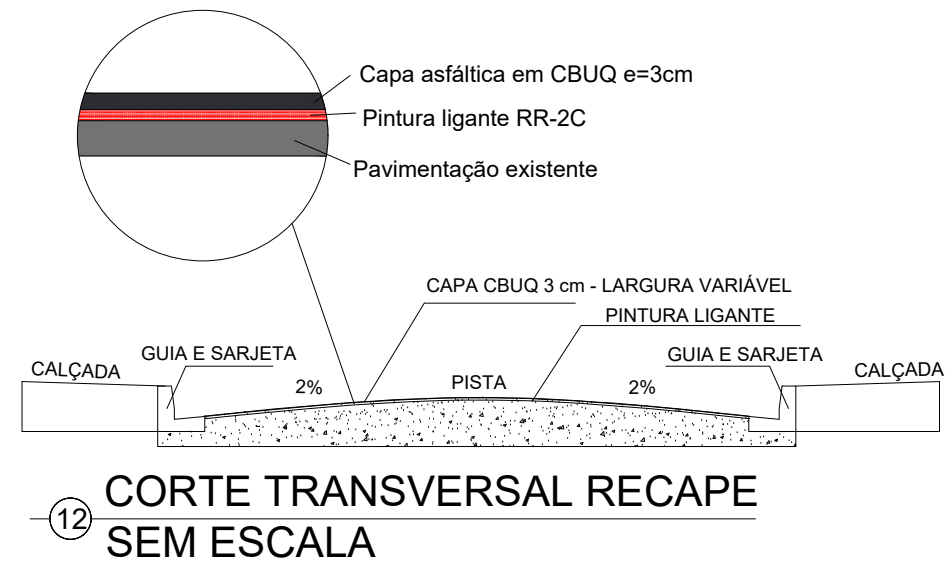 Capa asfáltica em CBUQ e=3cm
Pintura ligante RR-2C
Pavimentação existente
CAPA CBUQ 3 cm - LARGURA VARIÁVEL
PINTURA LIGANTE
GUIA E SARJETA
GUIA E SARJETA
CALÇADA
CALÇADA
2%
PISTA
2%
12
CORTE TRANSVERSAL RECAPE
SEM ESCALA